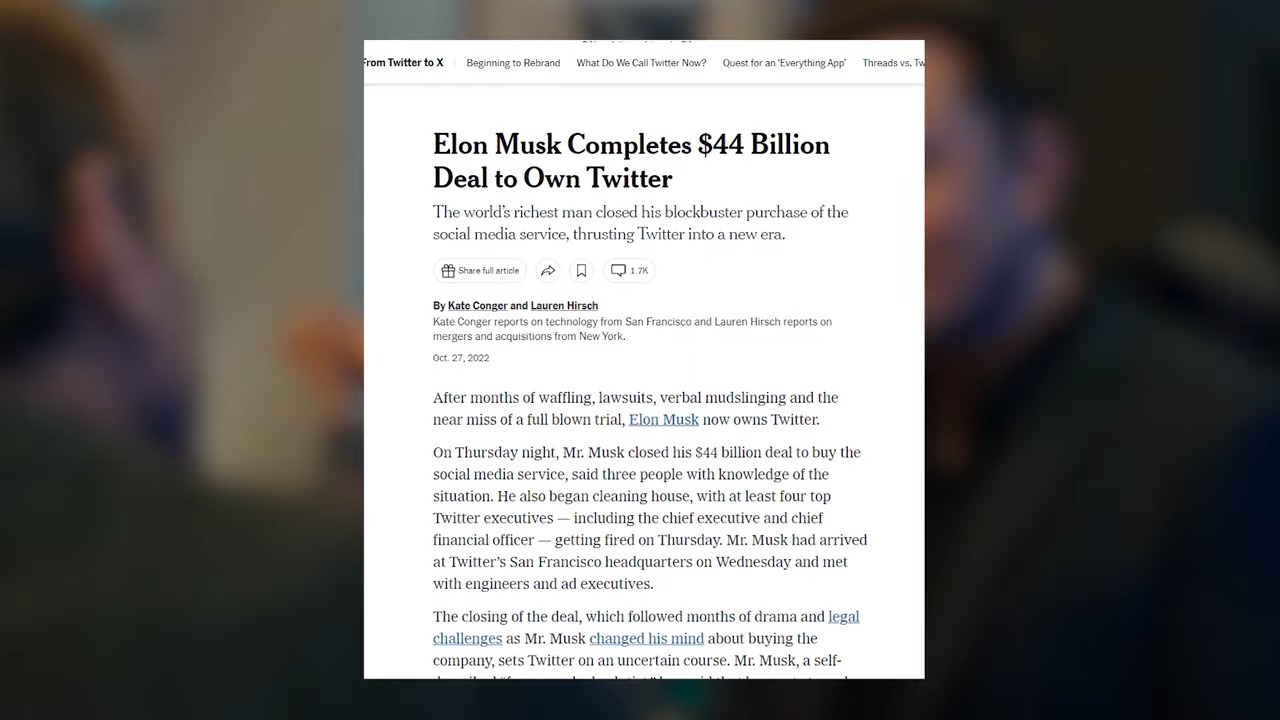 From Twitter to X Beginning to Rebrand What Do We Call Twitter Now? Quest for an ‘Everything App’ Threads vs. Tw
Elon Musk Completes $44 Billion
Deal to Own Twitter
The world’s richest man closed his blockbuster purchase of the
social media service, thrusting Twitter into a new era.
Share full article 1.7K
By Kate Conger and Lauren Hirsch
Kate Conger reports on technology from San Francisco and Lauren Hirsch reports on
mergers and acquisitions from New York.
Oct. 27, 2022
After months of waffling, lawsuits, verbal mudslinging and the
near miss of a full blown trial, Elon Musk now owns Twitter.
On Thursday night, Mr. Musk closed his $44 billion deal to buy the
social media service, said three people with knowledge of the
situation. He also began cleaning house, with at least four top
Twitter executives — including the chief executive and chief
financial officer — getting fired on Thursday. Mr. Musk had arrived
at Twitter’s San Francisco headquarters on Wednesday and met
with engineers and ad executives.
The closing of the deal, which followed months of drama and legal
challenges as Mr. Musk changed his mind about buying the
company, sets Twitter on an uncertain course. Mr. Musk, a self-